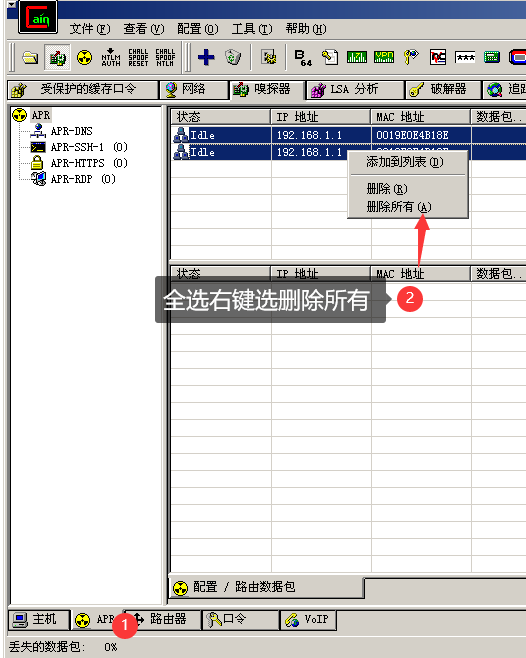 Cain
文件(F) 查看(V) 配置(O) 工具(T) 帮助(H)
NTLM AUTH CHALL SPOOF RESET CHALL SPOOF NTLM B64 ***
受保护的缓存口令 网络 嗅探器 LSA 分析 破解器 追踪
APR
APR-DNS
APR-SSH-1 (0)
APR-HTTPS (0)
APR-RDP (0)
状态 IP 地址 MAC 地址 数据包..
Idle 192.168.1.1 0019E0E4B18E
Idle 192.168.1.1
添加到列表(D)
删除(R)
删除所有(A)
状态 IP 地址 MAC 地址 数据包..
全选右键选删除所有 2
配置 / 路由数据包
主机 APR 路由器 口令 VoIP
1
丢失的数据包: 0%